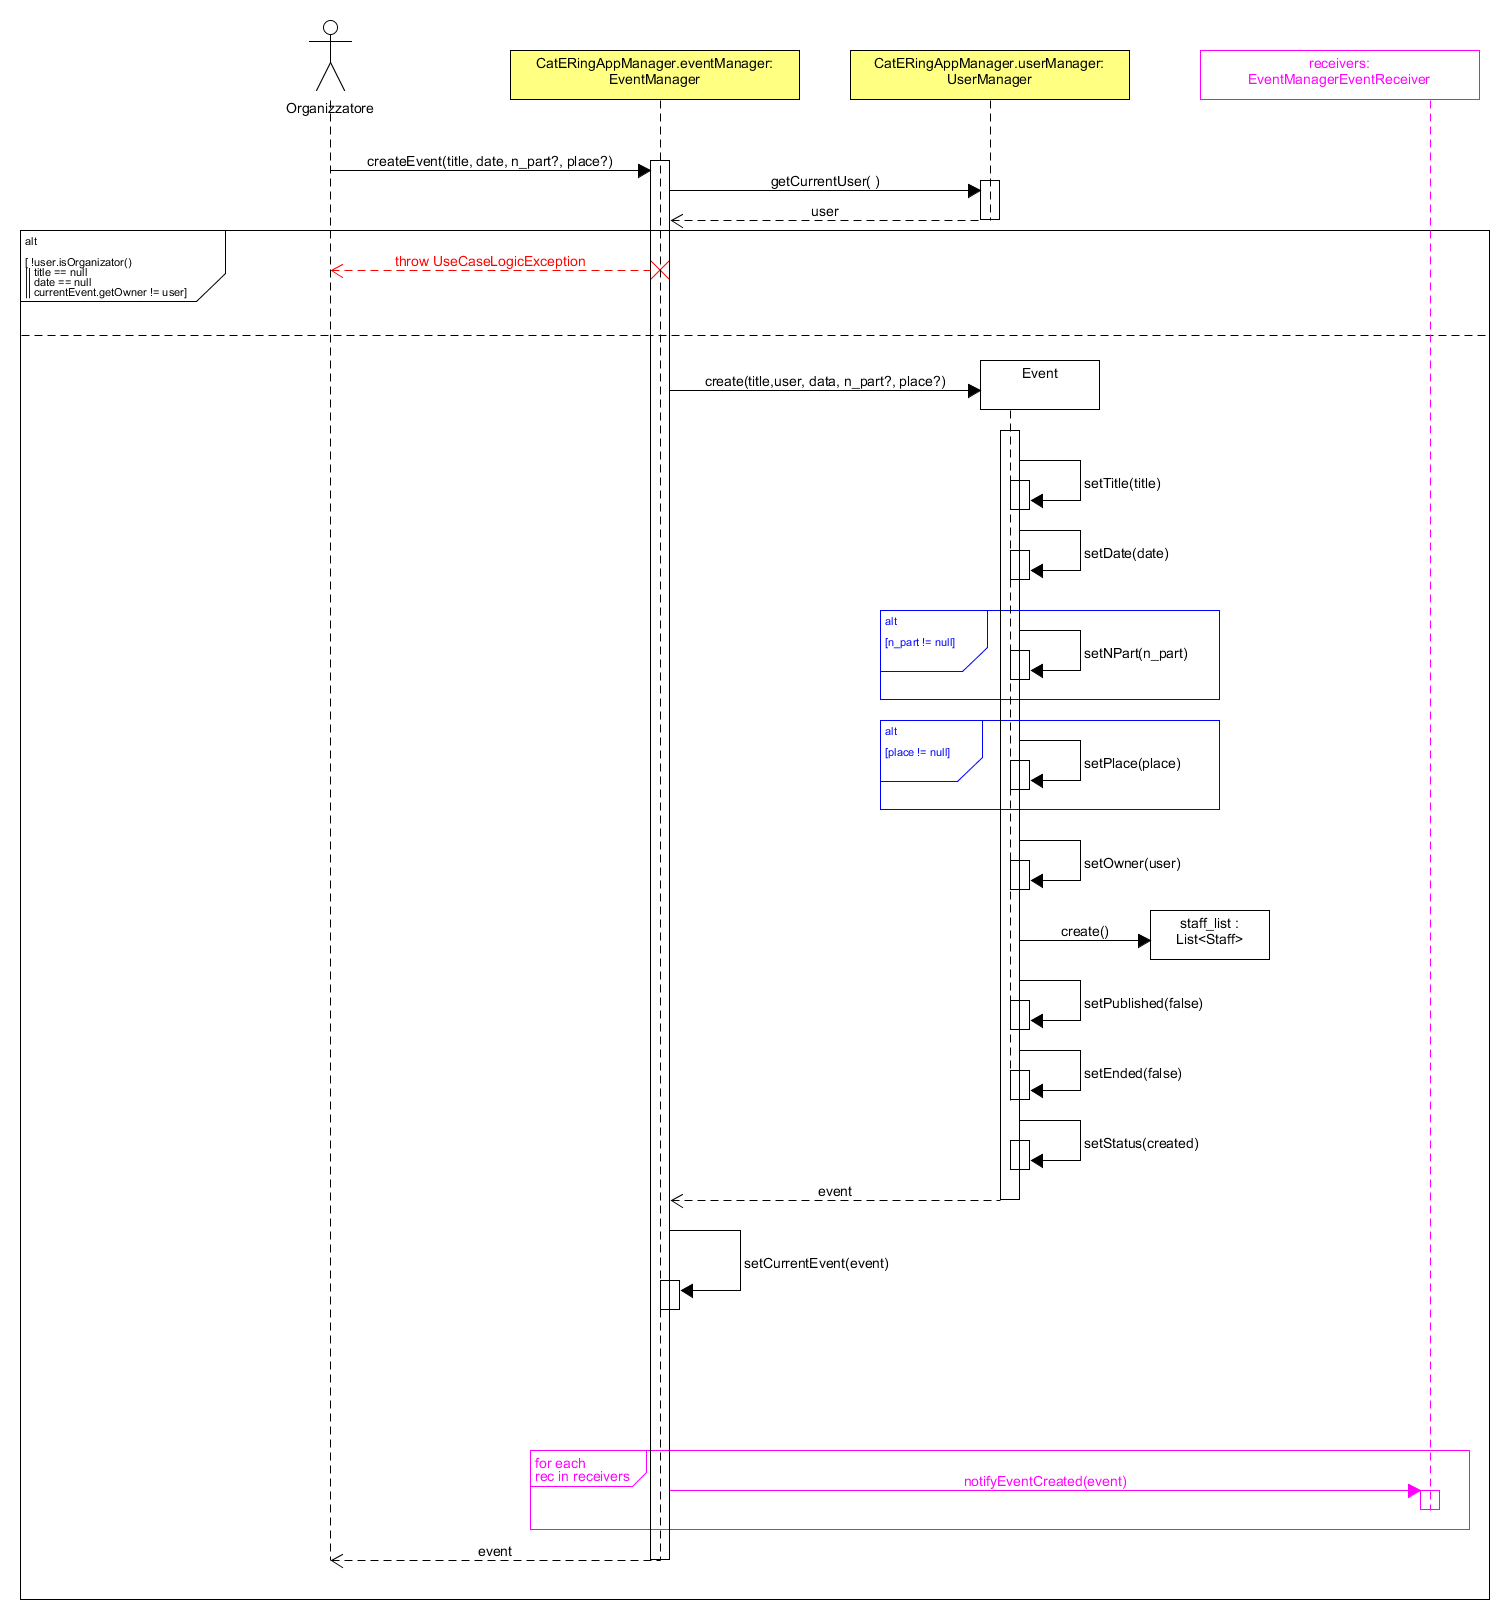 Organizzatore
CatERingAppManager.eventManager:
EventManager
CatERingAppManager.userManager:
UserManager
receivers:
EventManagerEventReceiver
createEvent(title, date, n_part?, place?)
getCurrentUser( )
user
alt
[ !user.isOrganizator()
|| title == null
|| date == null
|| currentEvent.getOwner != user]
throw UseCaseLogicException
create(title,user, data, n_part?, place?)
Event
setTitle(title)
setDate(date)
alt
[n_part != null]
setNPart(n_part)
alt
[place != null]
setPlace(place)
setOwner(user)
create()
staff_list :
List<Staff>
setPublished(false)
setEnded(false)
setStatus(created)
event
setCurrentEvent(event)
for each
rec in receivers
notifyEventCreated(event)
event